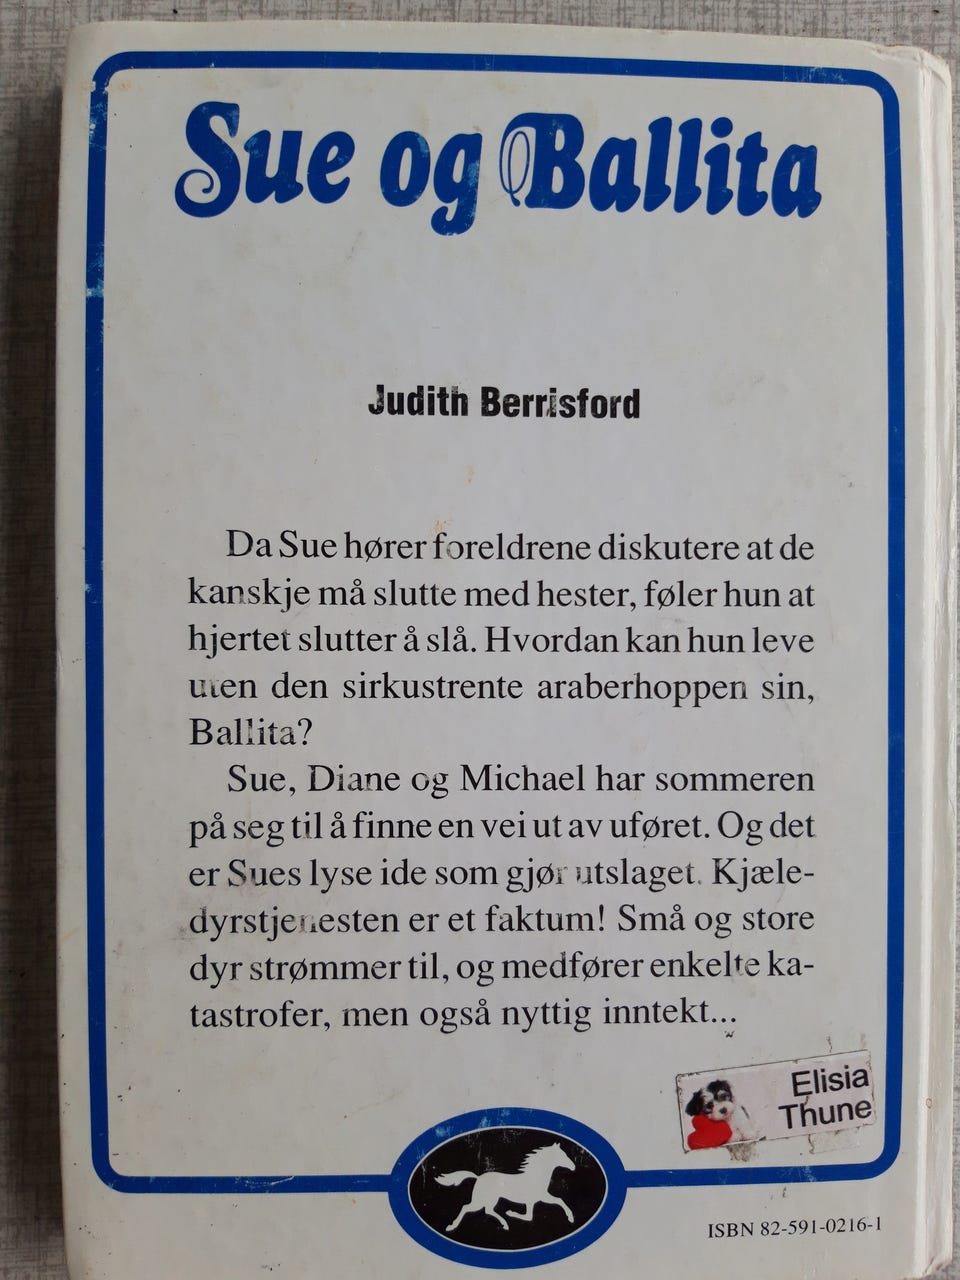 Sue og Ballita
Judith Berrisford
Da Sue hører foreldrene diskutere at de
kanskje må slutte med hester, føler hun at
hjertet slutter å slå. Hvordan kan hun leve
uten den sirkustrente araberhoppen sin,
Ballita?
Sue, Diane og Michael har sommeren
på seg til å finne en vei ut av uføret. Og det
er Sues lyse ide som gjør utslaget. Kjæle-
dyrstjenesten er et faktum! Små og store
dyr strømmer til, og medfører enkelte ka-
tastrofer, men også nyttig inntekt...
Elisia
Thune
ISBN 82-591-0216-1